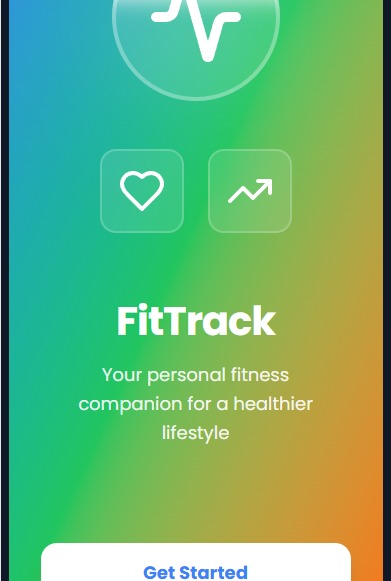 FitTrack
Your personal fitness
companion for a healthier
lifestyle
Get Started